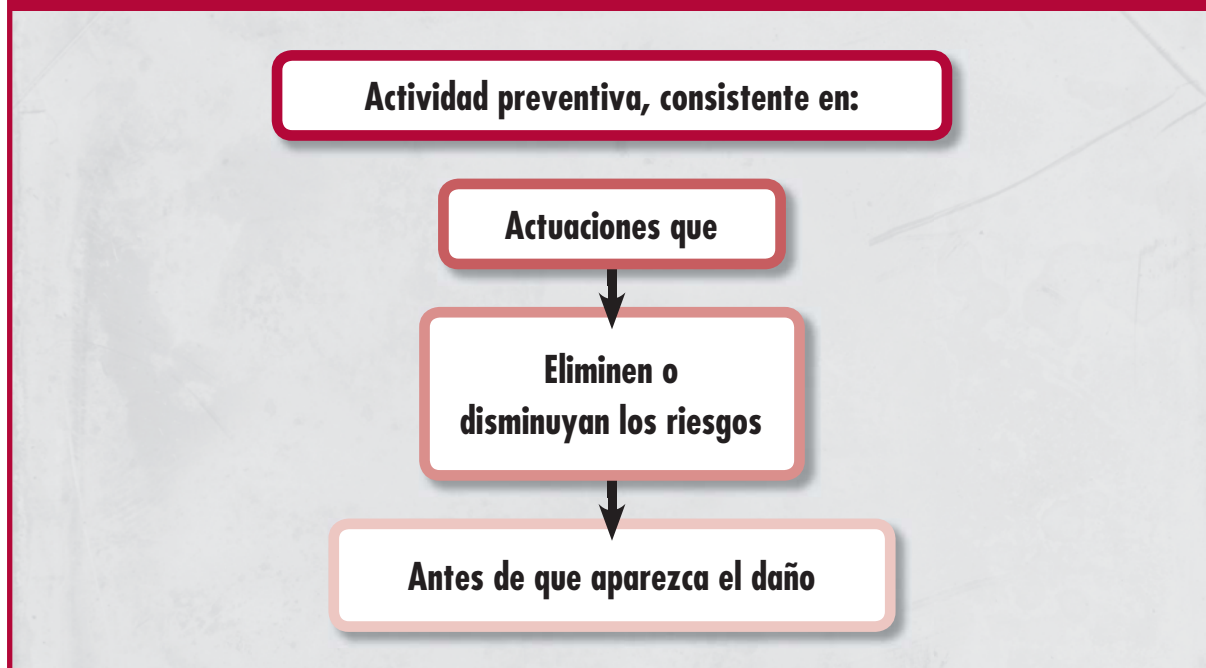 Actividad preventiva, consistente en:
Actuaciones que
Eliminen o
disminuyan los riesgos
Antes de que aparezca el daño